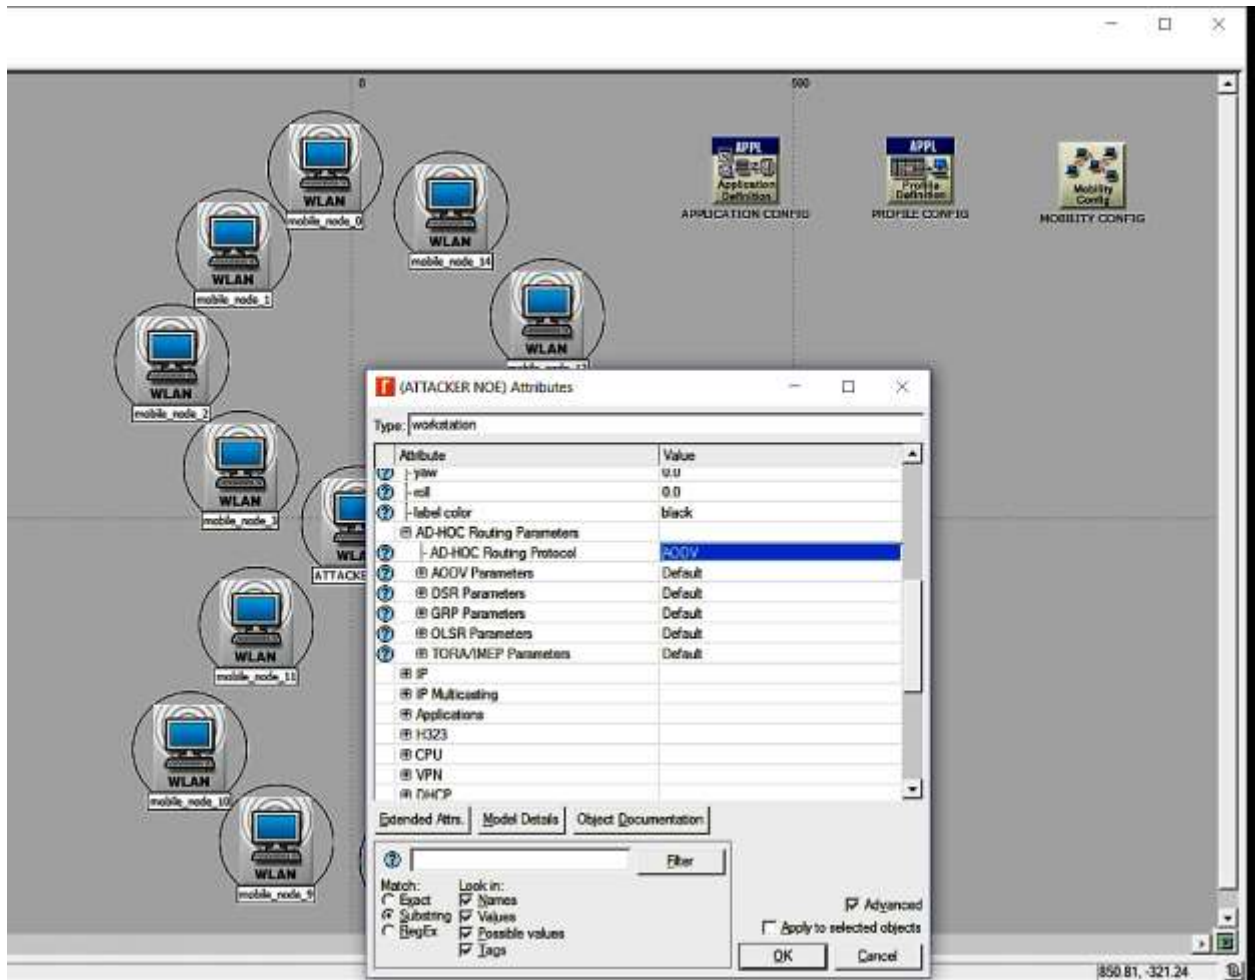 0
500
WLAN
mobile_node_0
WLAN
mobile_node_14
APPL
Application
Definition
APPLICATION CONFIG
APPL
Profile
Definition
PROFILE CONFIG
Mobility
Config
MOBILITY CONFIG
WLAN
mobile_node_1
WLAN
WLAN
mobile_node_2
WLAN
mobile_node_3
WLA
ATTACKE
WLAN
mobile_node_11
WLAN
mobile_node_10
WLAN
mobile_node_9
(ATTACKER NOE) Attributes
Type: workstation
Attribute Value
yaw 0.0
roll 0.0
label color black
AD-HOC Routing Parameters
AD-HOC Routing Protocol AODV
AODV Parameters Default
DSR Parameters Default
GRP Parameters Default
OLSR Parameters Default
TORA/IMEP Parameters Default
IP
IP Multicasting
Applications
H323
CPU
VPN
DHCP
Extended Attrs. Model Details Object Documentation
Filter
Match: Look in:
Exact Names
Substring Values
RegEx Possible values
Tags
Advanced
Apply to selected objects
OK Cancel
850.81, -321.24